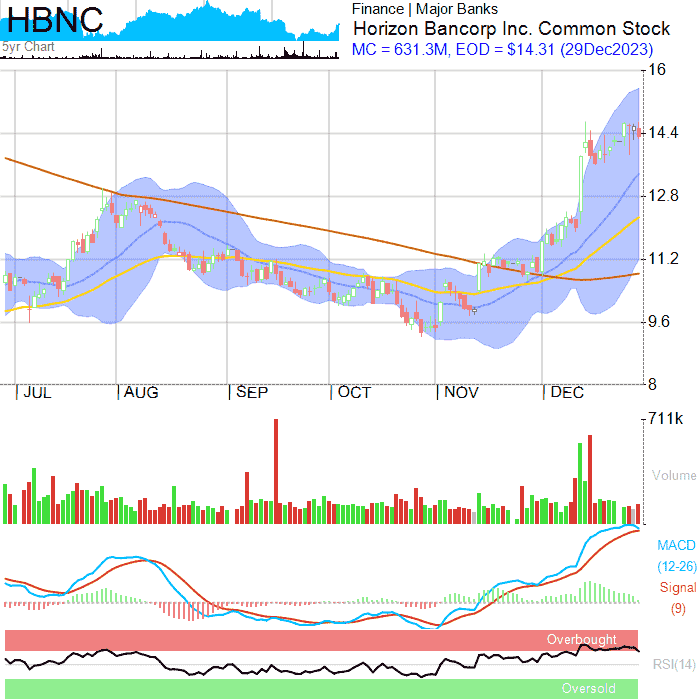 HBNC
5yr Chart
Finance | Major Banks
Horizon Bancorp Inc. Common Stock
MC = 631.3M, EOD = $14.31 (29Dec2023)
16
14.4
12.8
11.2
9.6
8
JUL
AUG
SEP
OCT
NOV
DEC
711k
Volume
MACD
(12-26)
Signal
(9)
Overbought
RSI(14)
Oversold